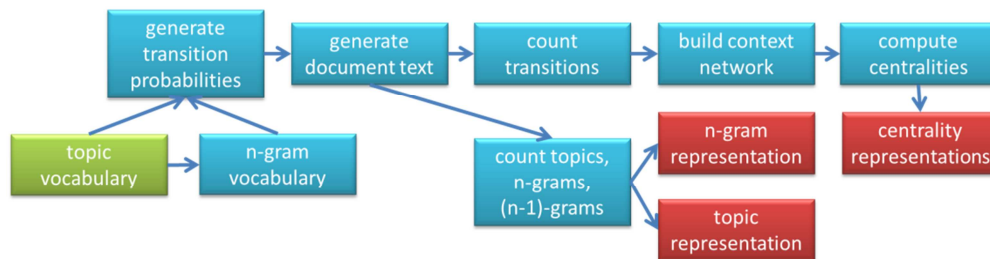 generate
transition
probabilities
generate
document text
count
transitions
build context
network
compute
centralities
topic
vocabulary
n-gram
vocabulary
count topics,
n-grams,
(n-1)-grams
n-gram
representation
topic
representation
centrality
representations